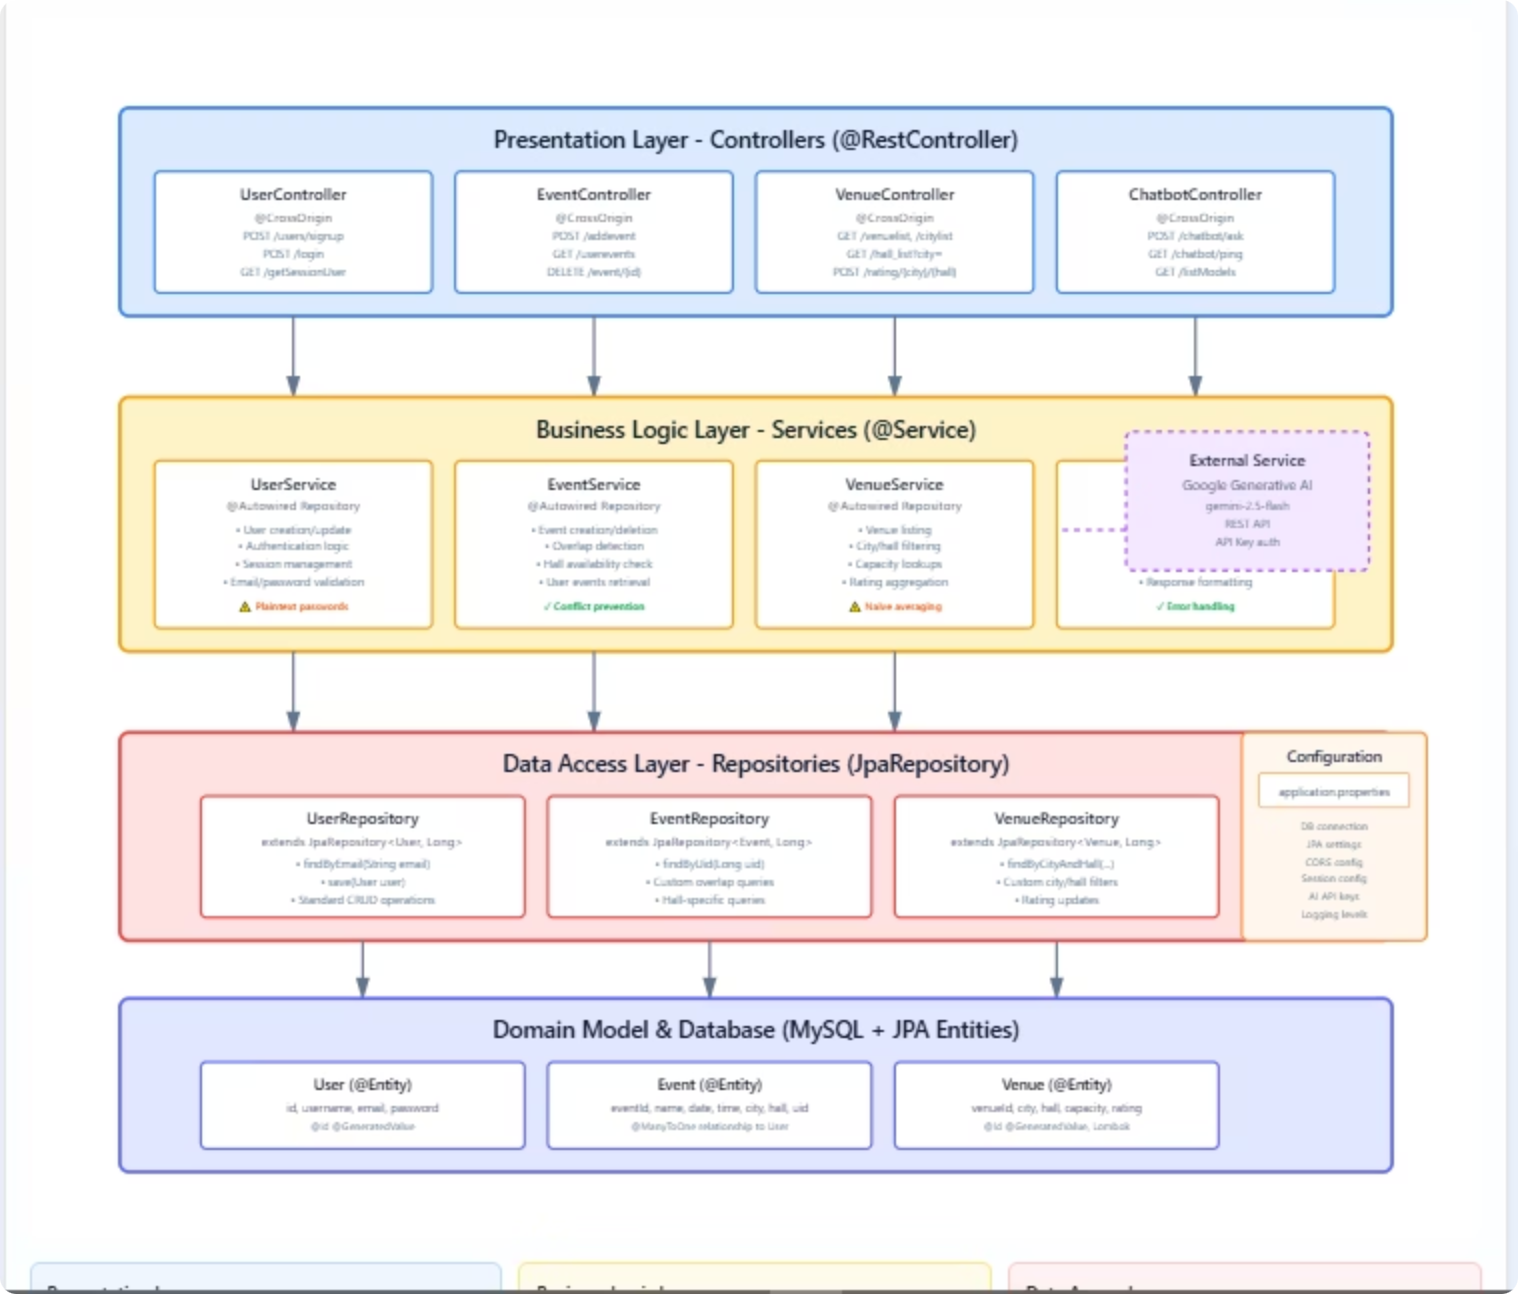 Presentation Layer - Controllers (@RestController)
UserController
@CrossOrigin
POST /users/signup
POST /login
GET /getSessionUser
EventController
@CrossOrigin
POST /addevent
GET /userevents
DELETE /event/{id}
VenueController
@CrossOrigin
GET /venuelist, /citylist
GET /hall_list?city=
POST /rating/{city}/{hall}
ChatbotController
@CrossOrigin
POST /chatbot/ask
GET /chatbot/ping
GET /listModels
Business Logic Layer - Services (@Service)
UserService
@Autowired Repository
• User creation/update
• Authentication logic
• Session management
• Email/password validation
⚠ Plaintext passwords
EventService
@Autowired Repository
• Event creation/deletion
• Overlap detection
• Hall availability check
• User events retrieval
✓ Conflict prevention
VenueService
@Autowired Repository
• Venue listing
• City/hall filtering
• Capacity lookups
• Rating aggregation
⚠ Naive averaging
External Service
Google Generative AI
gemini-2.5-flash
REST API
API Key auth
• Response formatting
✓ Error handling
Data Access Layer - Repositories (JpaRepository)
UserRepository
extends JpaRepository<User, Long>
• findByEmail(String email)
• save(User user)
• Standard CRUD operations
EventRepository
extends JpaRepository<Event, Long>
• findByUid(Long uid)
• Custom overlap queries
• Hall-specific queries
VenueRepository
extends JpaRepository<Venue, Long>
• findByCityAndHall(...)
• Custom city/hall filters
• Rating updates
Configuration
application.properties
DB connection
JPA settings
CORS config
Session config
AI API keys
Logging levels
Domain Model & Database (MySQL + JPA Entities)
User (@Entity)
id, username, email, password
@Id @GeneratedValue
Event (@Entity)
eventId, name, date, time, city, hall, uid
@ManyToOne relationship to User
Venue (@Entity)
venueId, city, hall, capacity, rating
@Id @GeneratedValue, Lombok